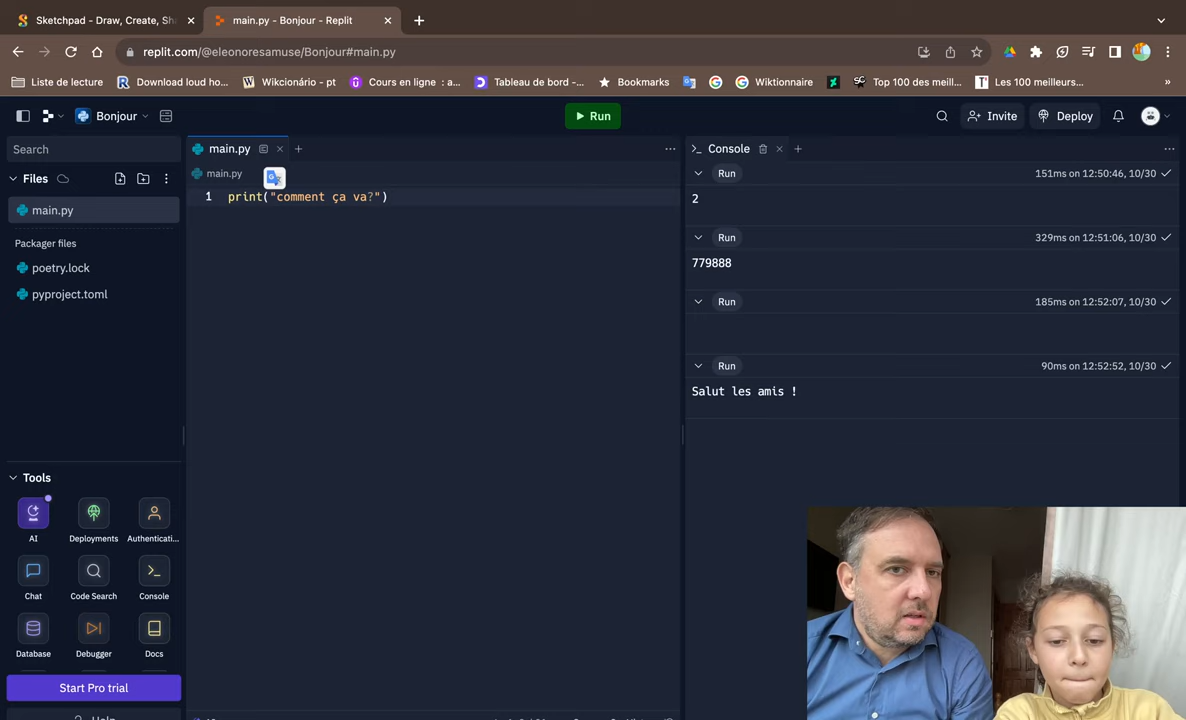 Sketchpad - Draw, Create, Sha
main.py - Bonjour - Replit
replit.com/@eleonoresamuse/Bonjour#main.py
Liste de lecture
Download loud ho...
Wikcionário - pt
Cours en ligne : a...
Tableau de bord -...
Bookmarks
Wiktionnaire
Top 100 des meill...
Les 100 meilleurs...
»
Bonjour
Run
Invite
Deploy
Search
main.py
Console
Files
main.py
Run
151ms on 12:50:46, 10/30
1 print("comment ça va?")
2
main.py
Packager files
Run
329ms on 12:51:06, 10/30
poetry.lock
779888
pyproject.toml
Run
185ms on 12:52:07, 10/30
Run
90ms on 12:52:52, 10/30
Salut les amis !
Tools
AI
Deployments
Authenticati...
Chat
Code Search
Console
Database
Debugger
Docs
Start Pro trial